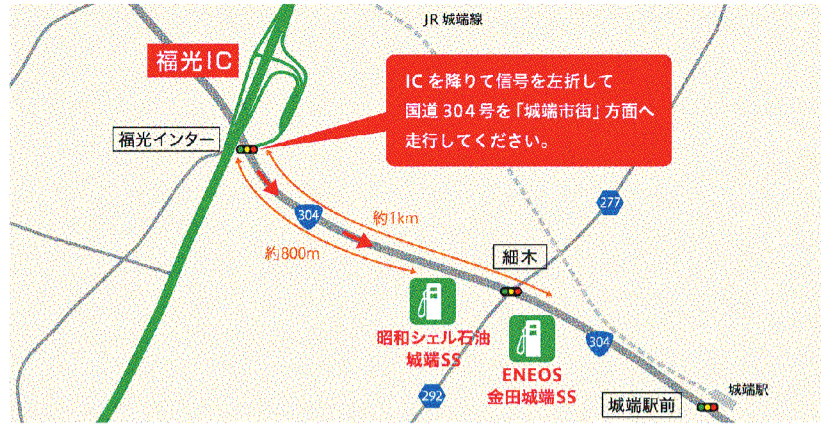 JR 城端線
福光IC
ICを降りて信号を左折して
国道304号を「城端市街」方面へ
走行してください。
福光インター
277
304
約1km
約800m
細木
昭和シェル石油
城端SS
304
ENEOS
金田城端SS
292
城端駅
城端駅前